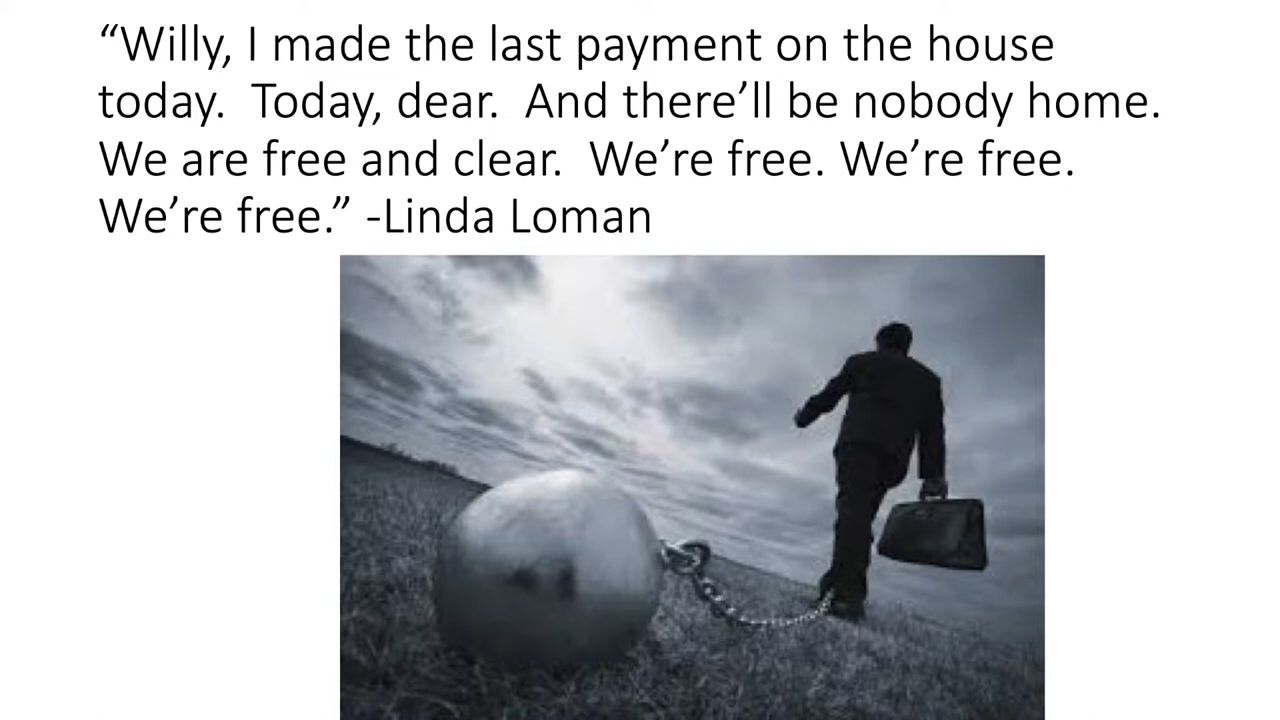 “Willy, I made the last payment on the house
today.  Today, dear.  And there’ll be nobody home.
We are free and clear.  We’re free. We’re free.
We’re free.” -Linda Loman